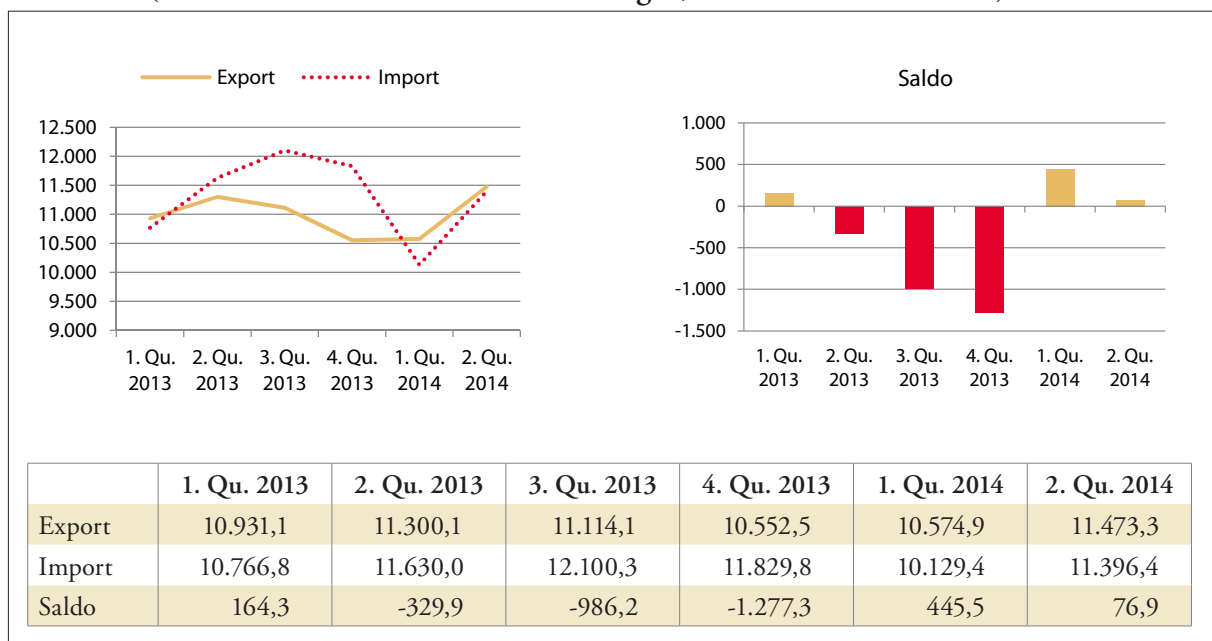 Export Import
12.500
12.000
11.500
11.000
10.500
10.000
9.500
9.000
1. Qu. 2. Qu. 3. Qu. 4. Qu. 1. Qu. 2. Qu.
2013 2013 2013 2013 2014 2014
Saldo
1.000
500
0
-500
-1.000
-1.500
1. Qu. 2. Qu. 3. Qu. 4. Qu. 1. Qu. 2. Qu.
2013 2013 2013 2013 2014 2014
1. Qu. 2013 2. Qu. 2013 3. Qu. 2013 4. Qu. 2013 1. Qu. 2014 2. Qu. 2014
Export 10.931,1 11.300,1 11.114,1 10.552,5 10.574,9 11.473,3
Import 10.766,8 11.630,0 12.100,3 11.829,8 10.129,4 11.396,4
Saldo 164,3 -329,9 -986,2 -1.277,3 445,5 76,9